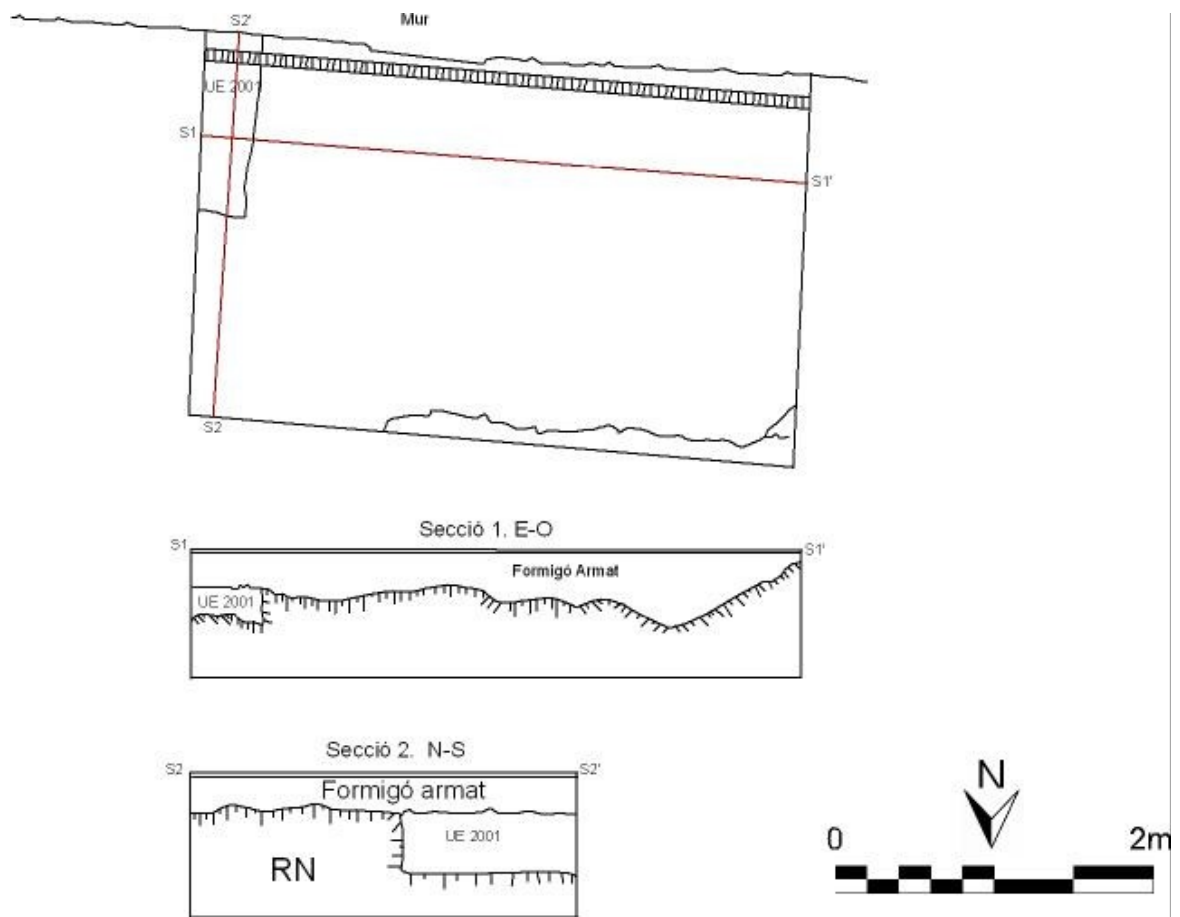 Mur
S2'
UE 2001
S1
S1'
S2
Secció 1. E-O
S1
S1'
Formigó Armat
UE 2001
Secció 2. N-S
S2
S2'
Formigó armat
UE 2001
RN
N
0
2m